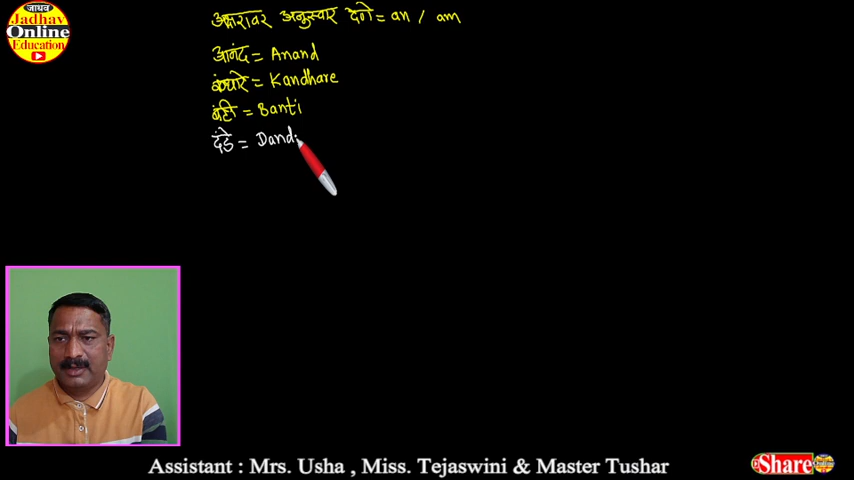 जाधव
Jadhav
Online
Education
अक्षरावर अनुस्वार देणे = an / am
आनंद = Anand
कंधारे = Kandhare
बंटी = Banti
दंडे = Dand
Assistant : Mrs. Usha , Miss. Tejaswini & Master Tushar
Share